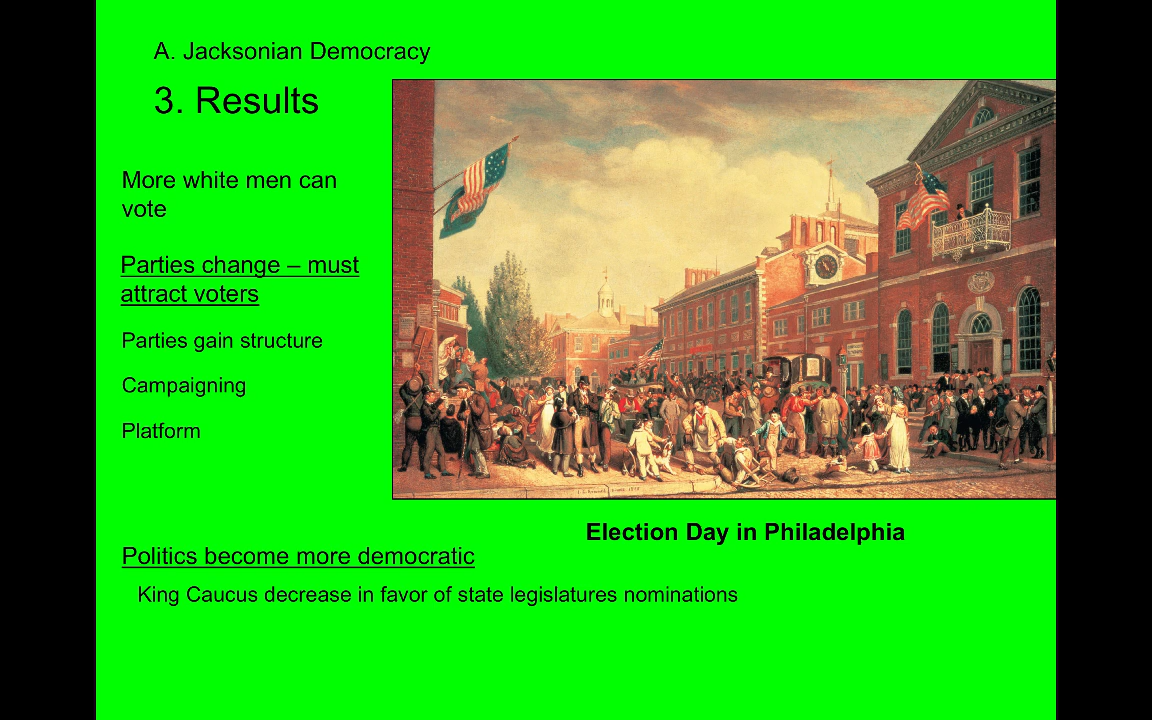 A. Jacksonian Democracy
3. Results
More white men can
vote
Parties change – must
attract voters
Parties gain structure
Campaigning
Platform
Election Day in Philadelphia
Politics become more democratic
King Caucus decrease in favor of state legislatures nominations